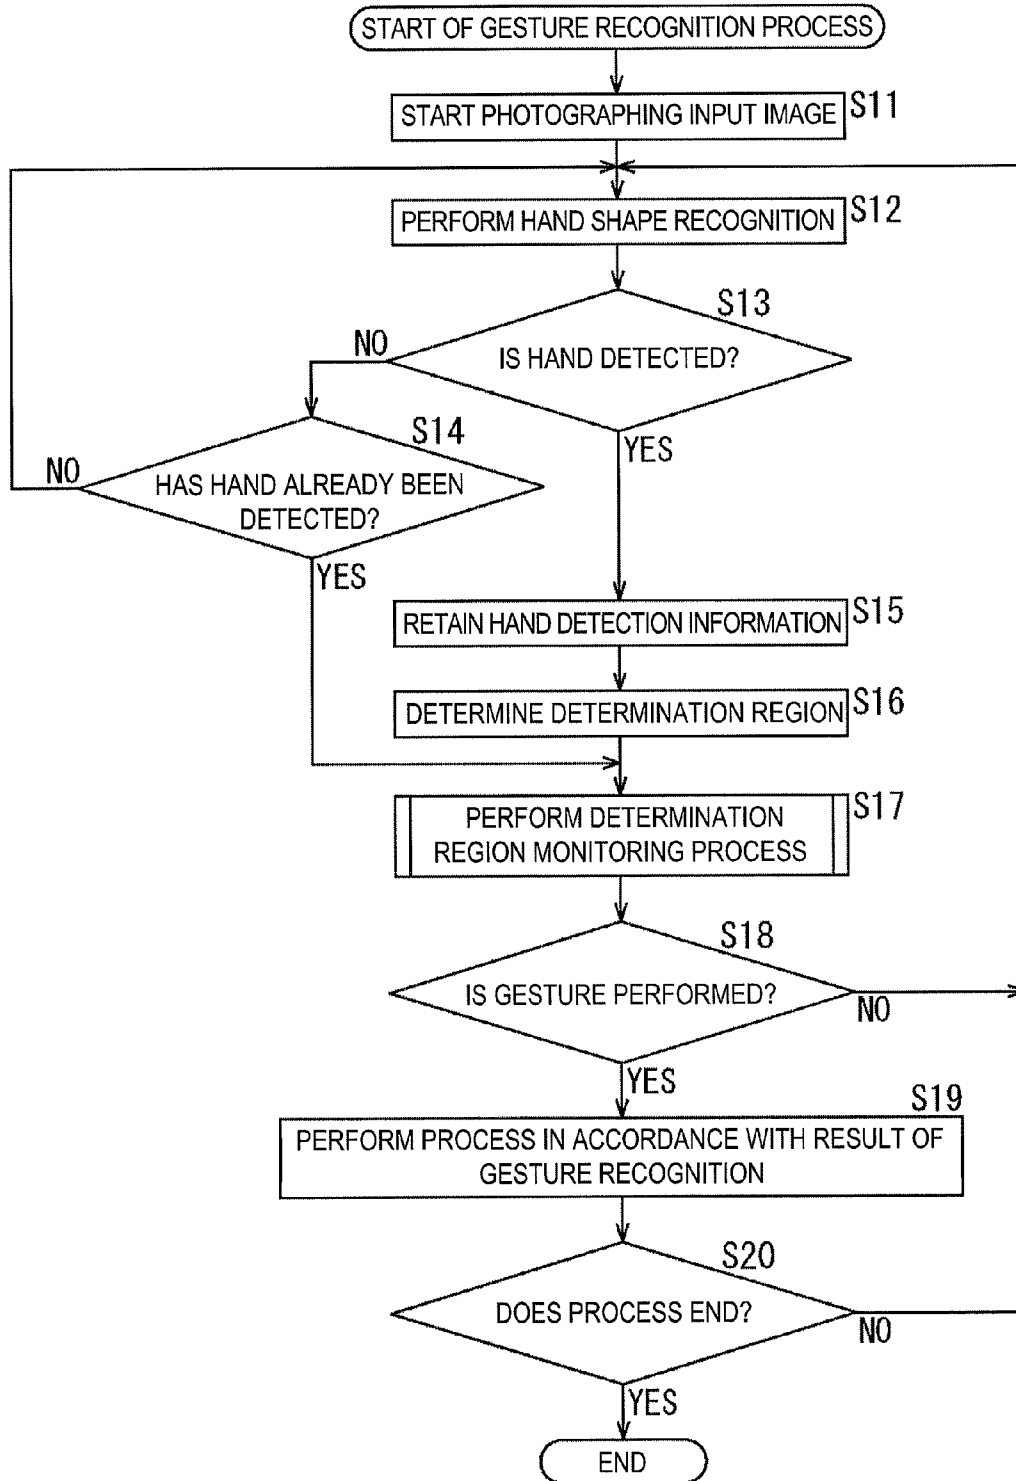 START OF GESTURE RECOGNITION PROCESS
START PHOTOGRAPHING INPUT IMAGE
S11
PERFORM HAND SHAPE RECOGNITION
S12
S13
IS HAND DETECTED?
NO
YES
S14
HAS HAND ALREADY BEEN
DETECTED?
NO
YES
RETAIN HAND DETECTION INFORMATION
S15
DETERMINE DETERMINATION REGION
S16
PERFORM DETERMINATION
REGION MONITORING PROCESS
S17
S18
IS GESTURE PERFORMED?
NO
YES
S19
PERFORM PROCESS IN ACCORDANCE WITH RESULT OF
GESTURE RECOGNITION
S20
DOES PROCESS END?
NO
YES
END